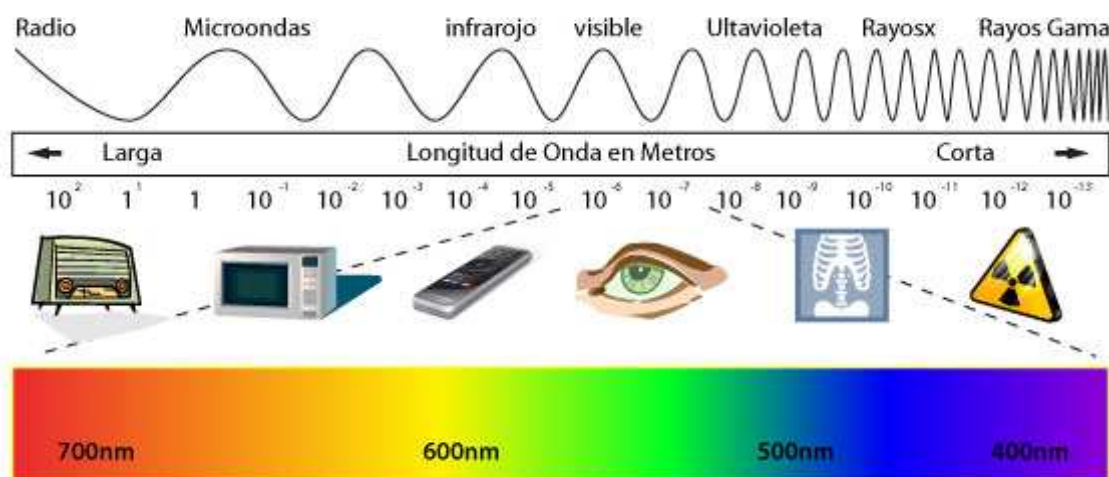 Radio Microondas infrarojo visible Ultavioleta Rayosx Rayos Gama
Larga Longitud de Onda en Metros Corta
10² 1¹ 1 10⁻¹ 10⁻² 10⁻³ 10⁻⁴ 10⁻⁵ 10⁻⁶ 10⁻⁷ 10⁻⁸ 10⁻⁹ 10⁻¹⁰ 10⁻¹¹ 10⁻¹² 10⁻¹³
700nm 600nm 500nm 400nm